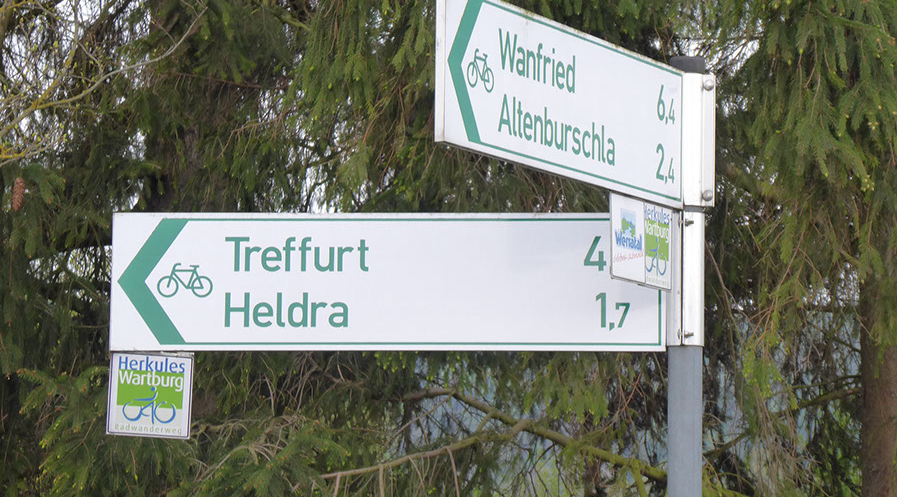 Wanfried 6,4
Altenburschla 2,4
Herkules
Wartburg
Werratal
Treffurt 4
Heldra 1,7
Herkules
Wartburg
Radwanderweg